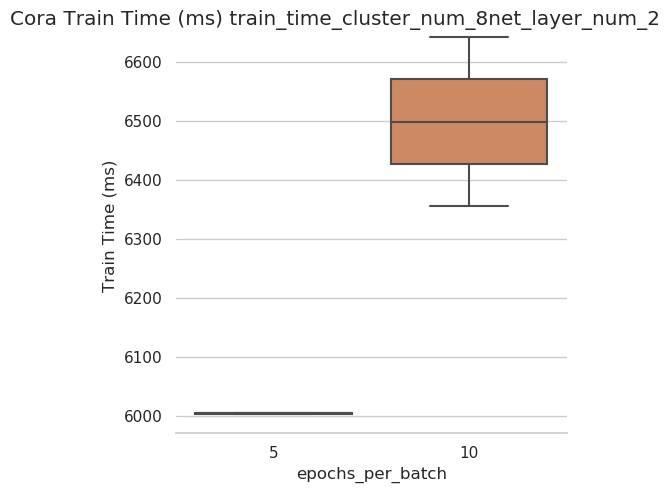 Cora Train Time (ms) train_time_cluster_num_8net_layer_num_2
6600
6500
6400
6300
6200
6100
6000
Train Time (ms)
5 10
epochs_per_batch